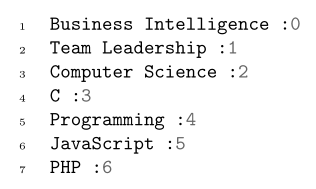 1 Business Intelligence :0
2 Team Leadership :1
3 Computer Science :2
4 C :3
5 Programming :4
6 JavaScript :5
7 PHP :6